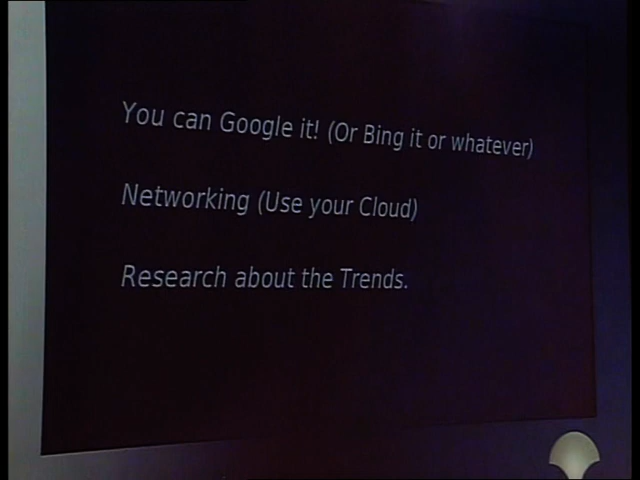 You can Google it! (Or Bing it or whatever)
Networking (Use your Cloud)
Research about the Trends.